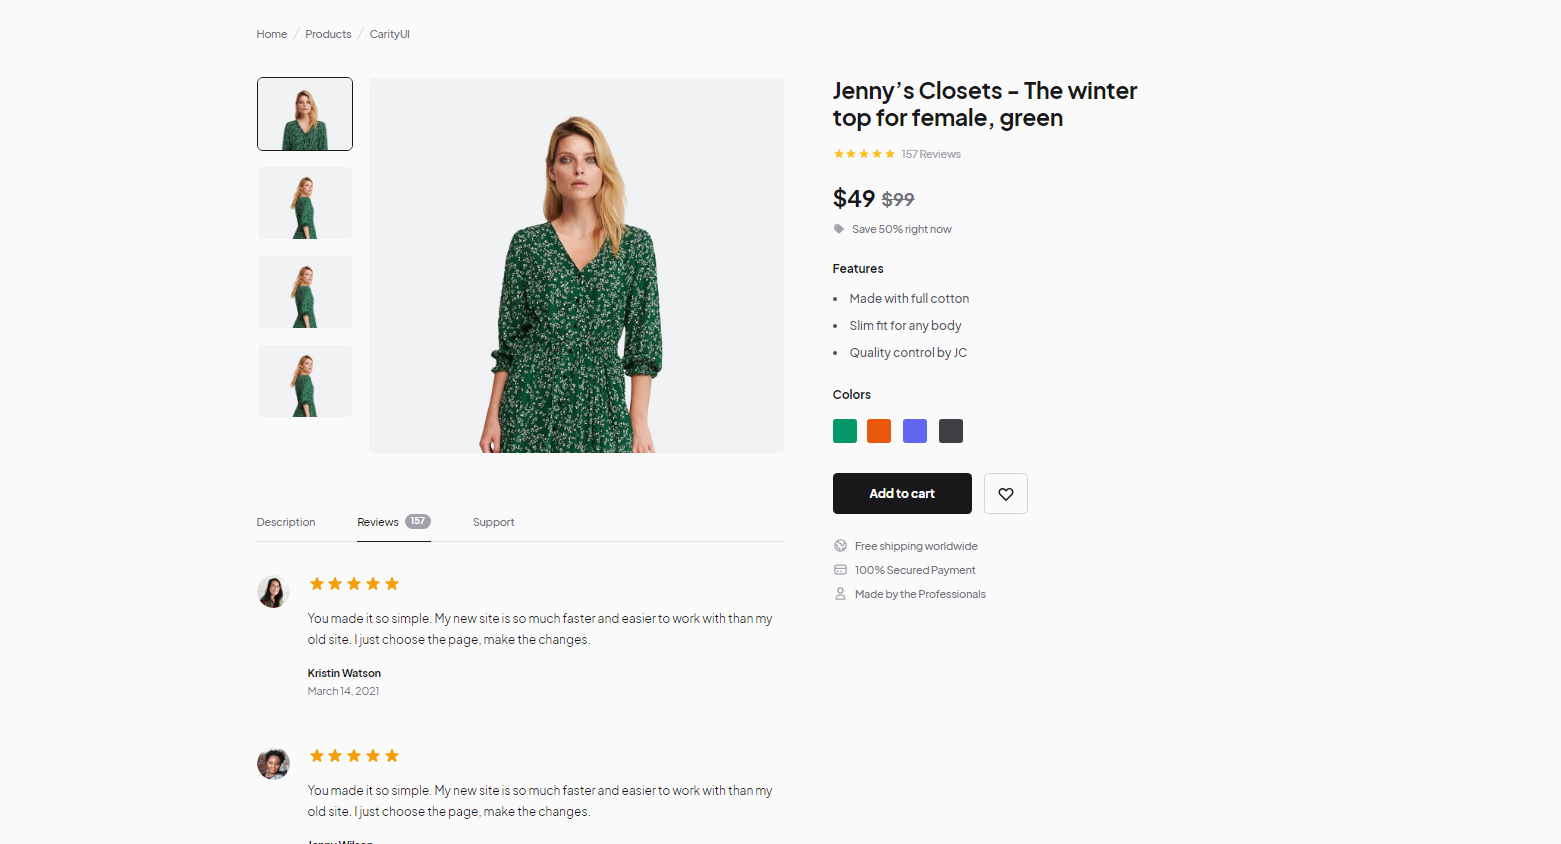 Home / Products / CarityUI
Jenny’s Closets – The winter
top for female, green
157 Reviews
$49 $99
Save 50% right now
Features
• Made with full cotton
• Slim fit for any body
• Quality control by JC
Colors
Add to cart
Free shipping worldwide
100% Secured Payment
Made by the Professionals
Description Reviews 157 Support
You made it so simple. My new site is so much faster and easier to work with than my
old site. I just choose the page, make the changes.
Kristin Watson
March 14, 2021
You made it so simple. My new site is so much faster and easier to work with than my
old site. I just choose the page, make the changes.
Jenny Wilson